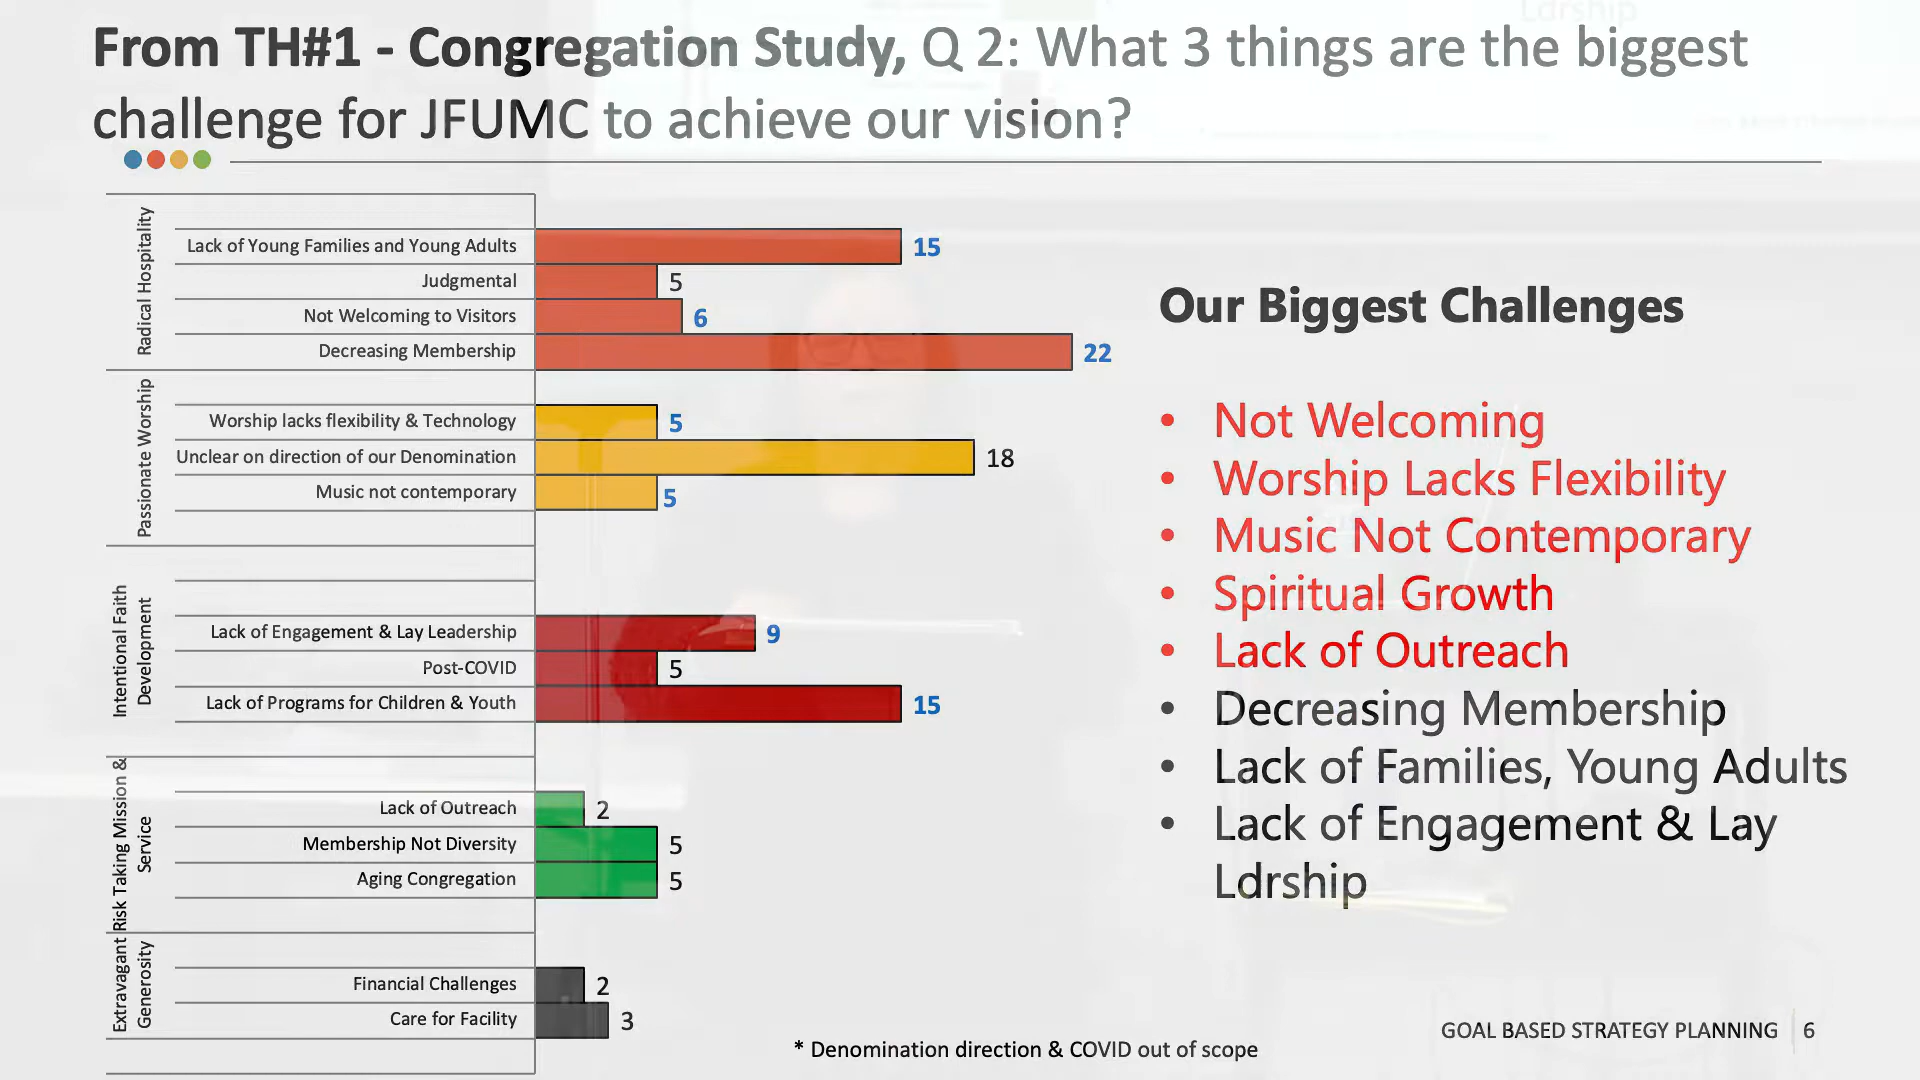 Ldrship
From TH#1 - Congregation Study, Q 2: What 3 things are the biggest
challenge for JFUMC to achieve our vision?
Radical Hospitality
Lack of Young Families and Young Adults 15
Judgmental 5
Not Welcoming to Visitors 6
Decreasing Membership 22
Passionate Worship
Worship lacks flexibility & Technology 5
Unclear on direction of our Denomination 18
Music not contemporary 5
Intentional Faith
Development
Lack of Engagement & Lay Leadership 9
Post-COVID 5
Lack of Programs for Children & Youth 15
Risk Taking Mission &
Service
Lack of Outreach 2
Membership Not Diversity 5
Aging Congregation 5
Extravagant
Generosity
Financial Challenges 2
Care for Facility 3
Our Biggest Challenges
• Not Welcoming
• Worship Lacks Flexibility
• Music Not Contemporary
• Spiritual Growth
• Lack of Outreach
• Decreasing Membership
• Lack of Families, Young Adults
• Lack of Engagement & Lay
Ldrship
* Denomination direction & COVID out of scope
GOAL BASED STRATEGY PLANNING 6